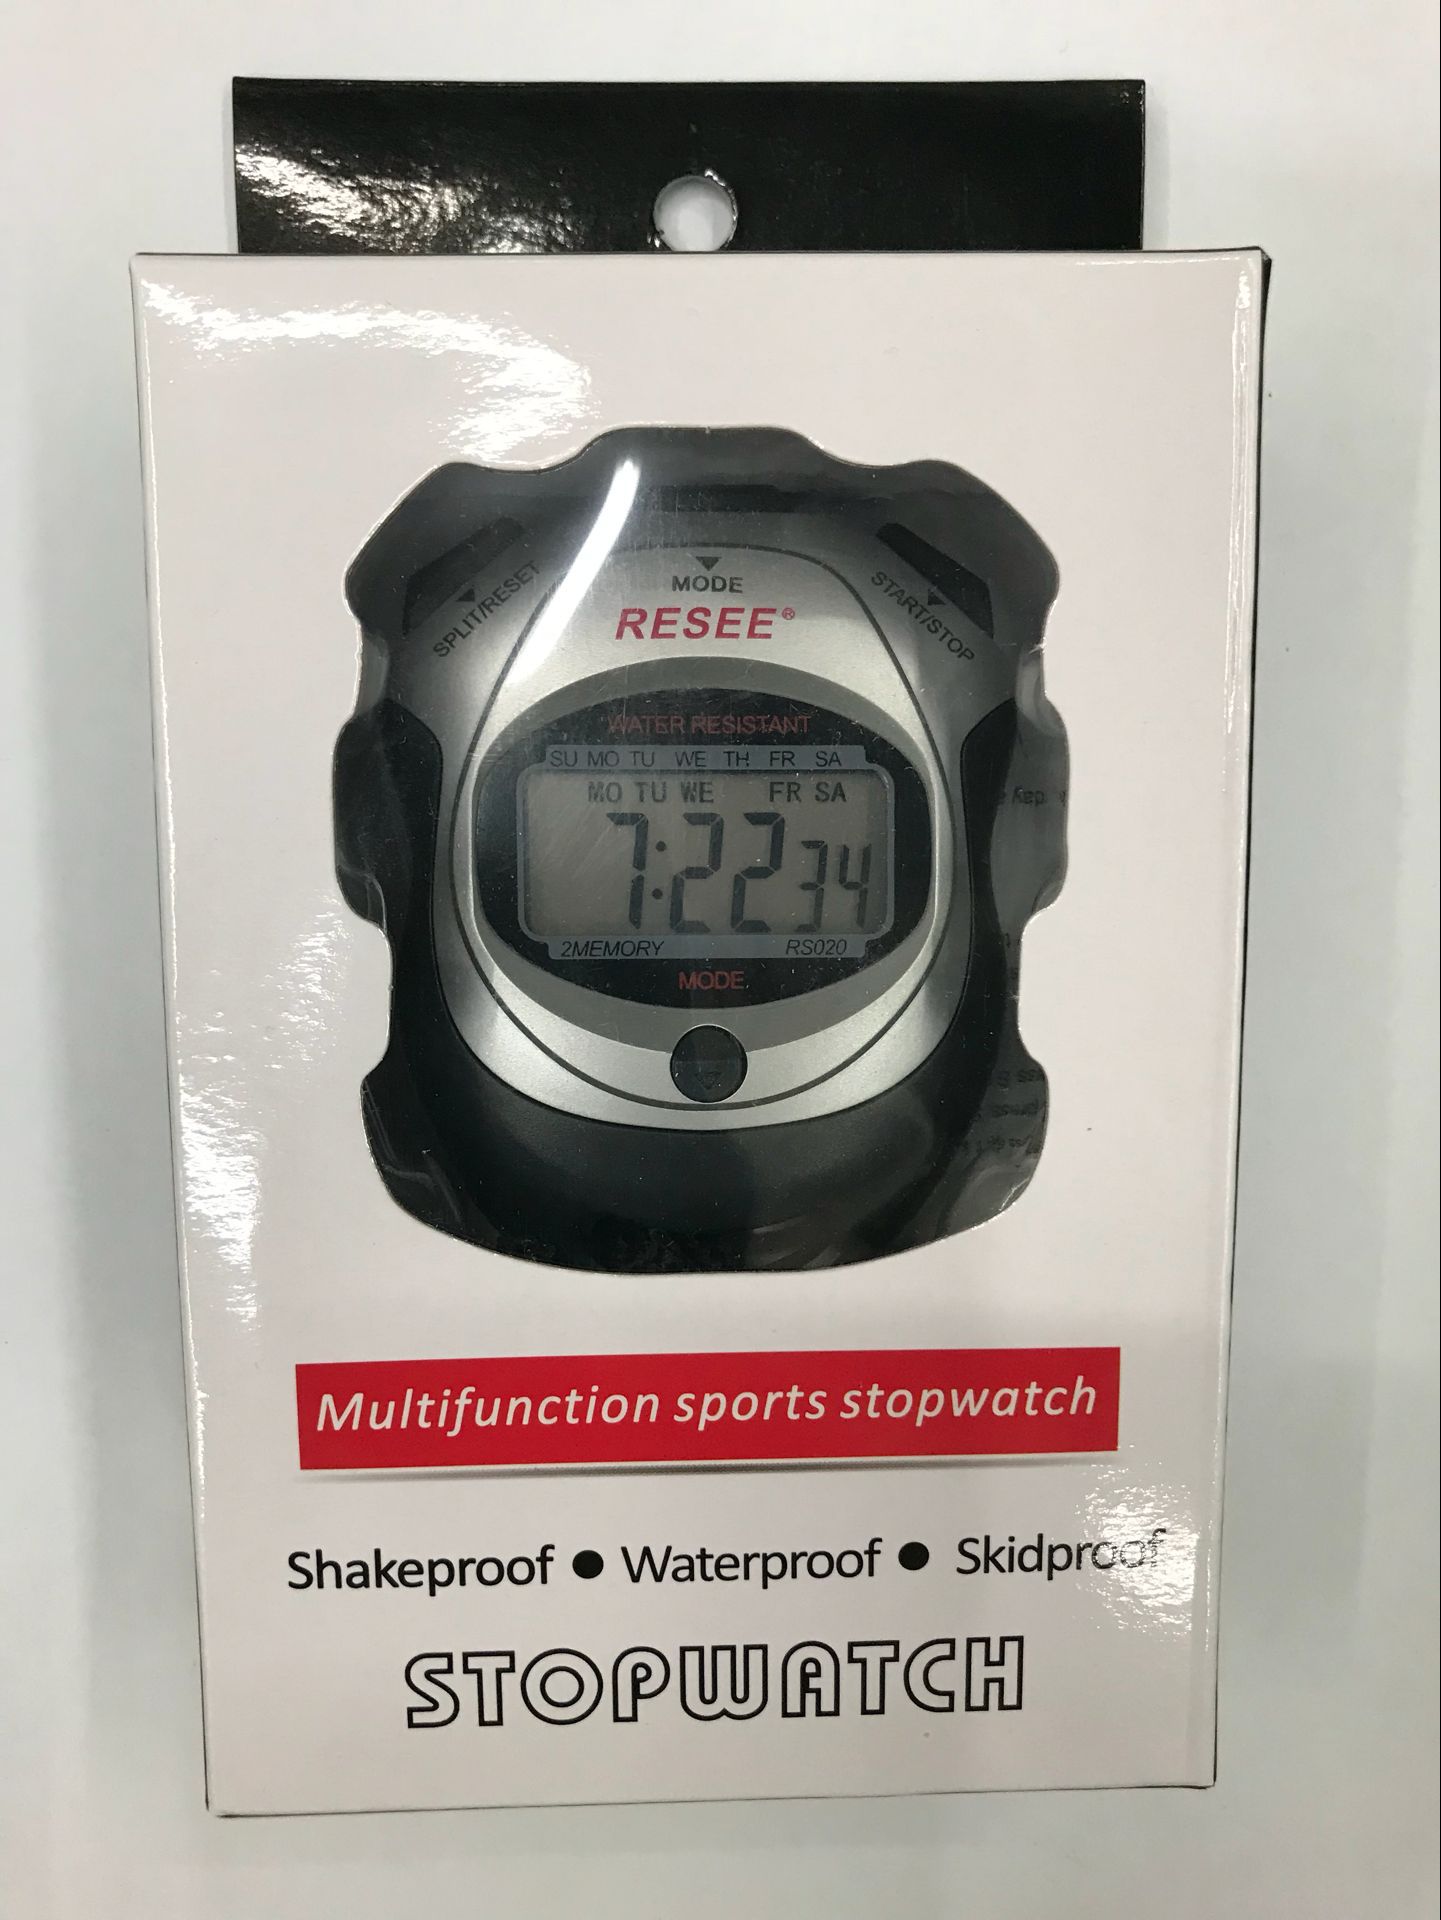 MODE
SPLIT/RESET
START/STOP
RESEE®
WATER RESISTANT
SU MO TU WE TH FR SA
MO TU WE FR SA
7:22 34
2MEMORY RS020
MODE
Multifunction sports stopwatch
Shakeproof ● Waterproof ● Skidproof
STOPWATCH